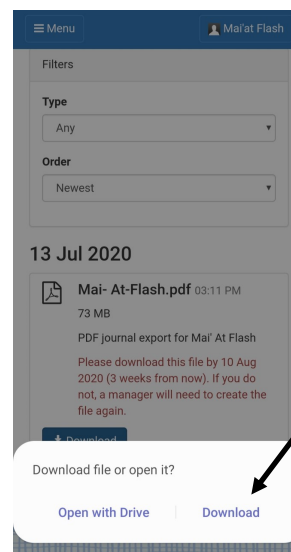 Menu
Mai'at Flash
Filters
Type
Any
Order
Newest
13 Jul 2020
Mai- At-Flash.pdf 03:11 PM
73 MB
PDF journal export for Mai' At Flash
Please download this file by 10 Aug
2020 (3 weeks from now). If you do
not, a manager will need to create the
file again.
Download
Download file or open it?
Open with Drive
Download